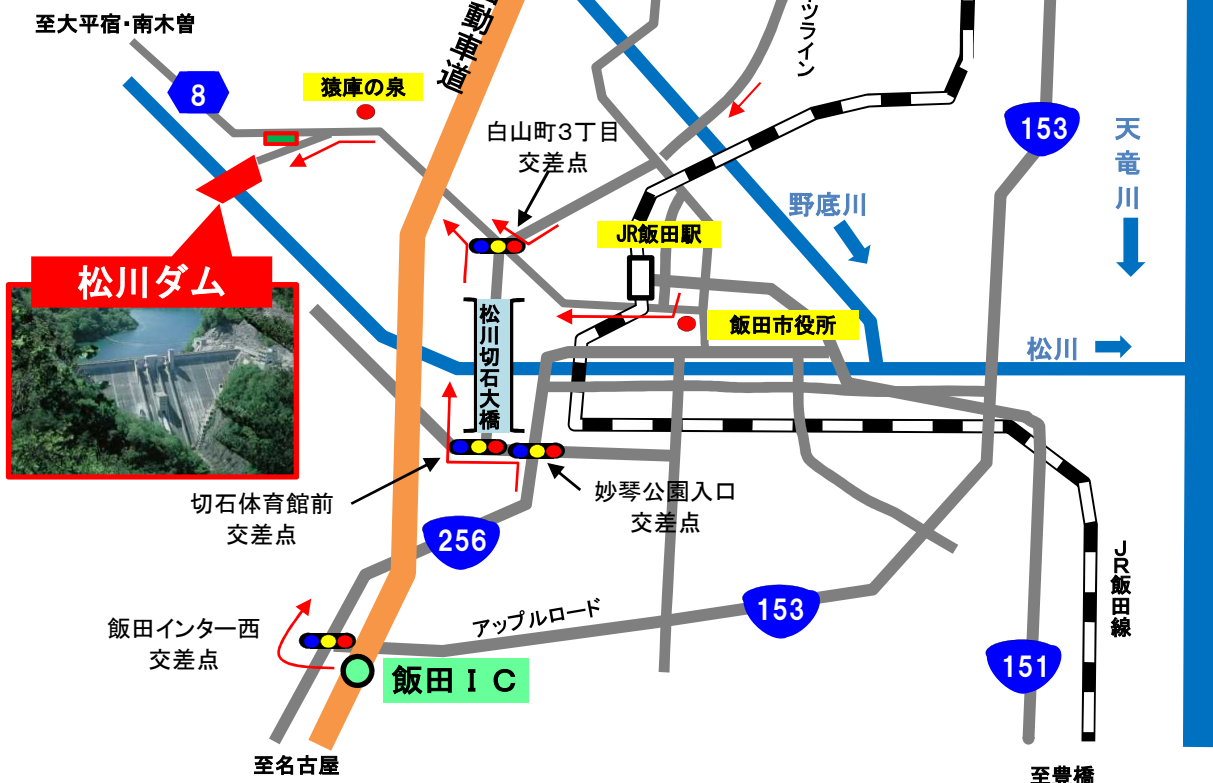 至大平宿・南木曽
動車道
ツライン
8
猿庫の泉
白山町3丁目
交差点
153
天竜川
野底川
JR飯田駅
松川ダム
松川切石大橋
飯田市役所
松川
切石体育館前
交差点
妙琴公園入口
交差点
256
JR飯田線
アップルロード
153
飯田インター西
交差点
飯田IC
151
至名古屋
至豊橋